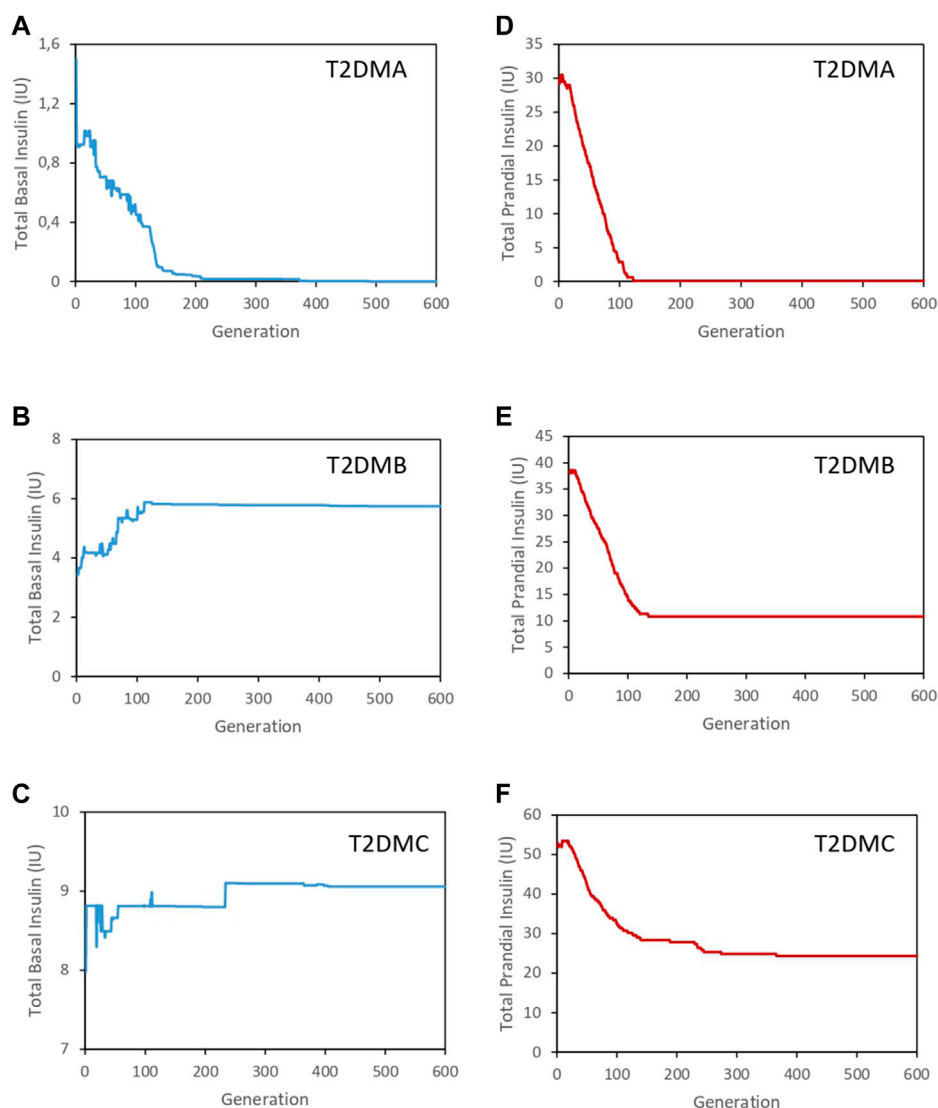 A
T2DMA
Total Basal Insulin (IU)
1,6
1,2
0,8
0,4
0
0 100 200 300 400 500 600
Generation
D
T2DMA
Total Prandial Insulin (IU)
35
30
25
20
15
10
5
0
0 100 200 300 400 500 600
Generation
B
T2DMB
Total Basal Insulin (IU)
8
6
4
2
0
0 100 200 300 400 500 600
Generation
E
T2DMB
Total Prandial Insulin (IU)
45
40
35
30
25
20
15
10
5
0
0 100 200 300 400 500 600
Generation
C
T2DMC
Total Basal Insulin (IU)
10
9
8
7
0 100 200 300 400 500 600
Generation
F
T2DMC
Total Prandial Insulin (IU)
60
50
40
30
20
10
0
0 100 200 300 400 500 600
Generation